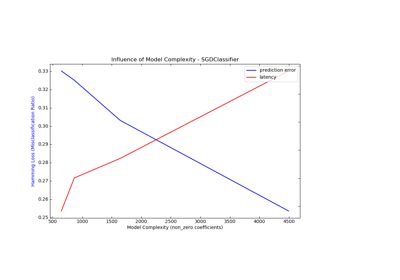 Influence of Model Complexity - SGDClassifier
prediction error
latency
0.33
0.32
0.31
0.30
0.29
0.28
0.27
0.26
0.25
Hamming Loss (Misclassification Ratio)
500 1000 1500 2000 2500 3000 3500 4000 4500
Model Complexity (non_zero coefficients)